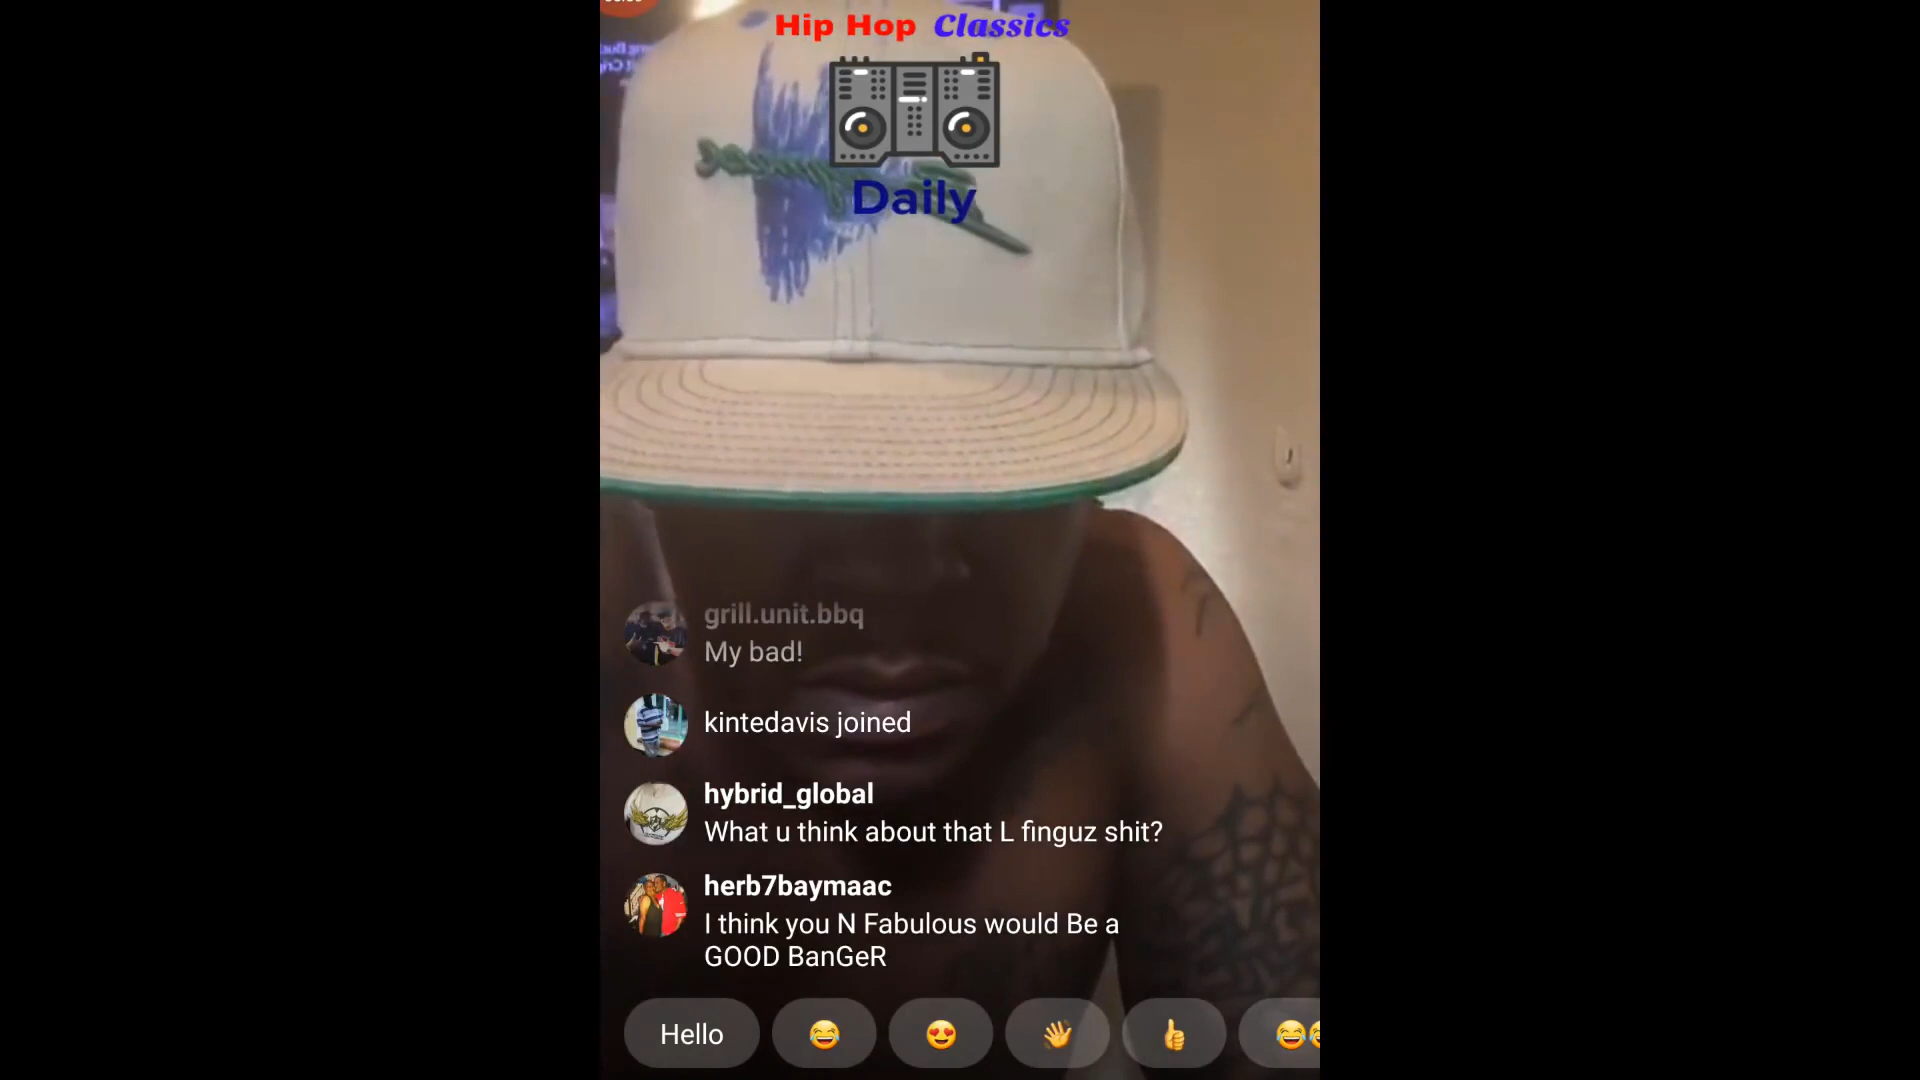 Hip Hop Classics
Daily
grill.unit.bbq
My bad!
kintedavis joined
hybrid_global
What u think about that L finguz shit?
herb7baymaac
I think you N Fabulous would Be a
GOOD BanGeR
Hello